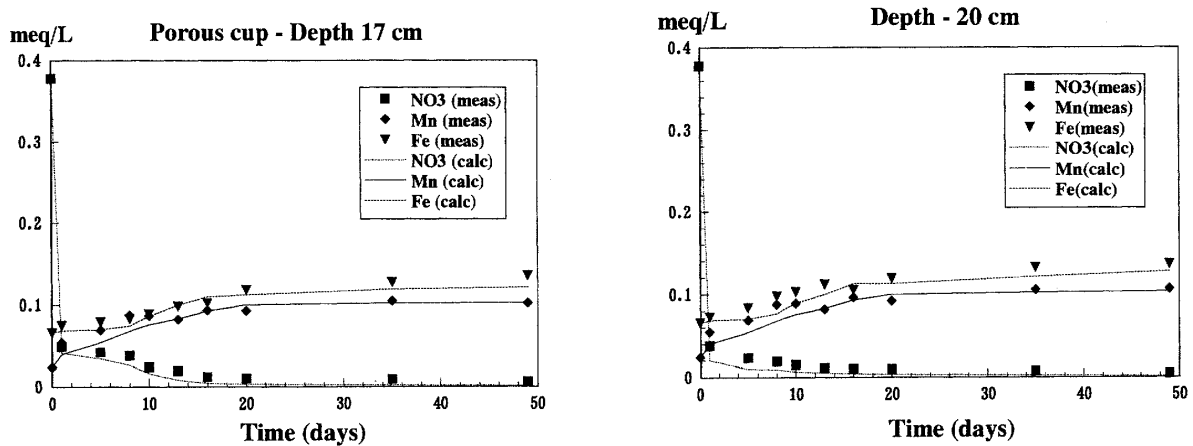 meq/L
Porous cup - Depth 17 cm
0.4
0.3
0.2
0.1
0
NO3 (meas)
Mn (meas)
Fe (meas)
NO3 (calc)
Mn (calc)
Fe (calc)
0 10 20 30 40 50
Time (days)
meq/L
Depth - 20 cm
0.4
0.3
0.2
0.1
0
NO3(meas)
Mn(meas)
Fe(meas)
NO3(calc)
Mn(calc)
Fe(calc)
0 10 20 30 40 50
Time (days)